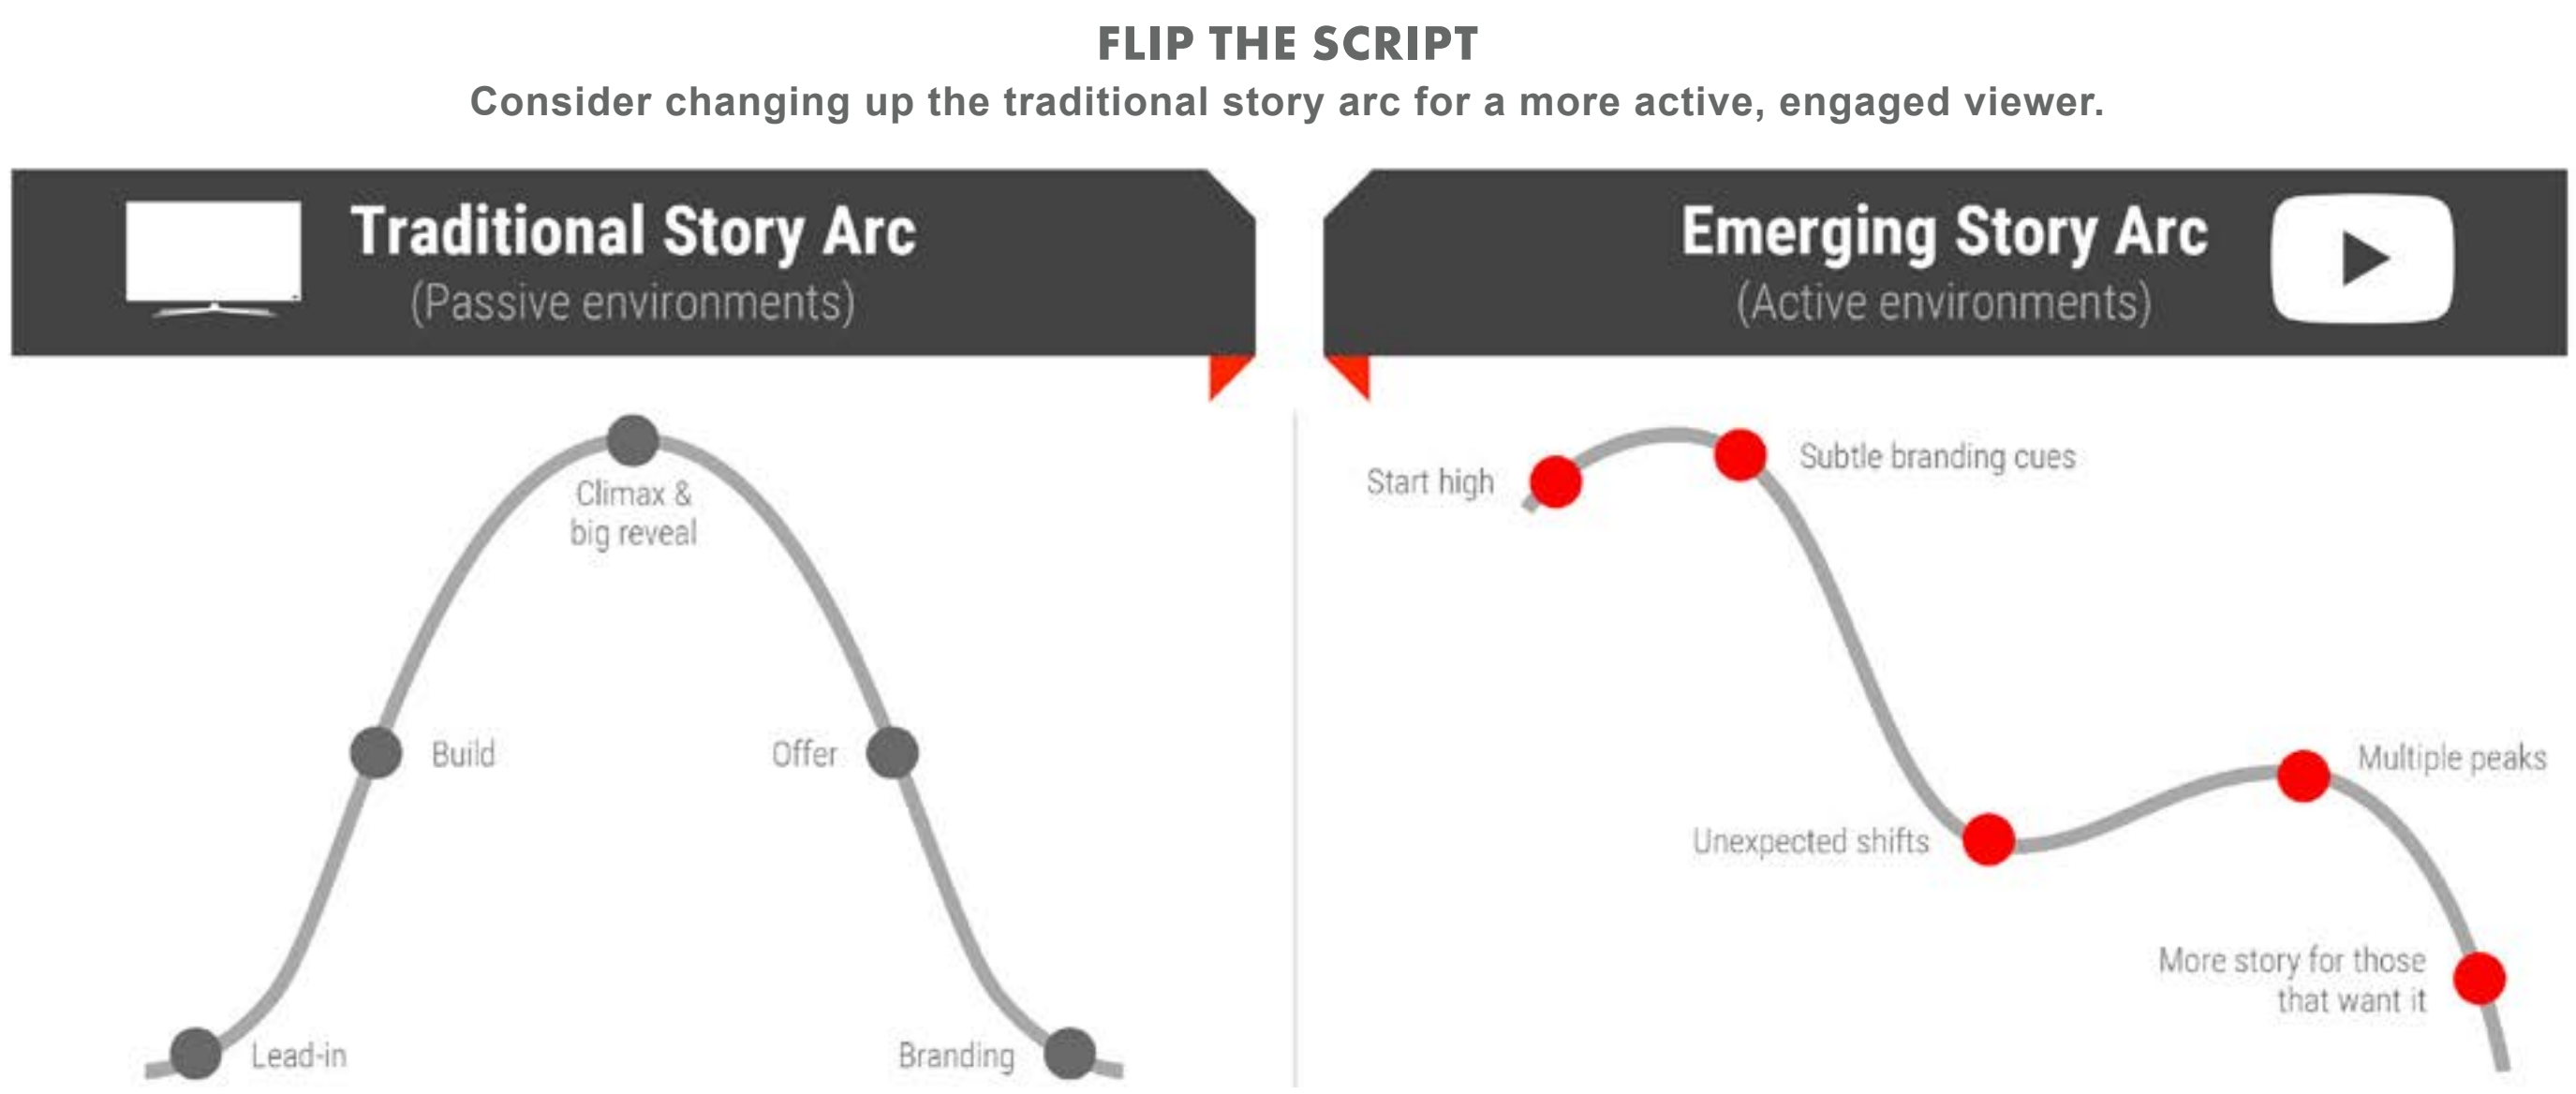 FLIP THE SCRIPT
Consider changing up the traditional story arc for a more active, engaged viewer.
Traditional Story Arc
(Passive environments)
Climax &
big reveal
Build
Offer
Lead-in
Branding
Emerging Story Arc
(Active environments)
Start high
Subtle branding cues
Unexpected shifts
Multiple peaks
More story for those
that want it